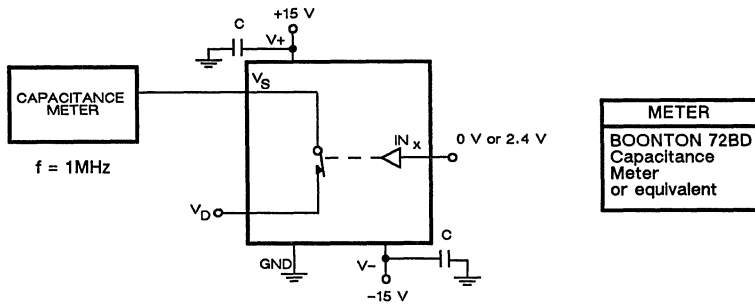 +15 V
C
V+
CAPACITANCE
METER
f = 1MHz
VS
INx
0 V or 2.4 V
VD
GND
V-
C
-15 V
METER
BOONTON 72BD
Capacitance
Meter
or equivalent